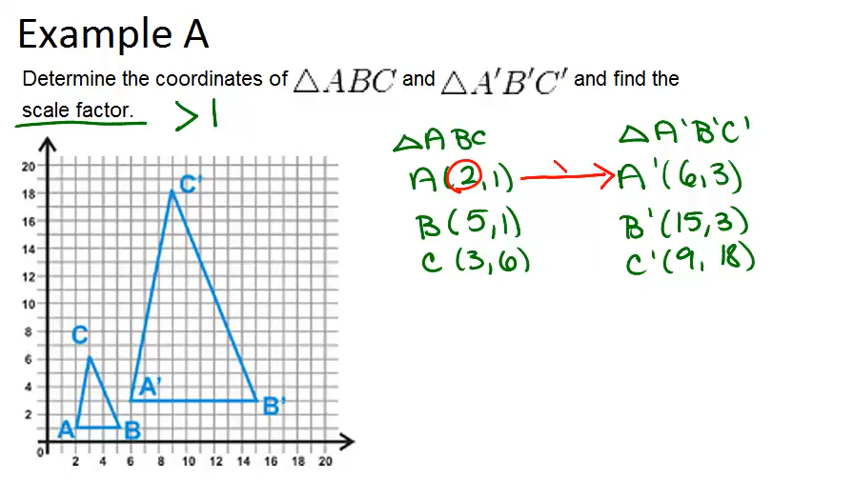 Example A
Determine the coordinates of △ABC and △A'B'C' and find the
scale factor. > 1
△ABC △A'B'C'
A(2,1) A'(6,3)
B(5,1) B'(15,3)
C(3,6) C'(9,18)
20
18
16
14
12
10
8
6
4
2
0
C'
C
A'
B'
A
B
2 4 6 8 10 12 14 16 18 20